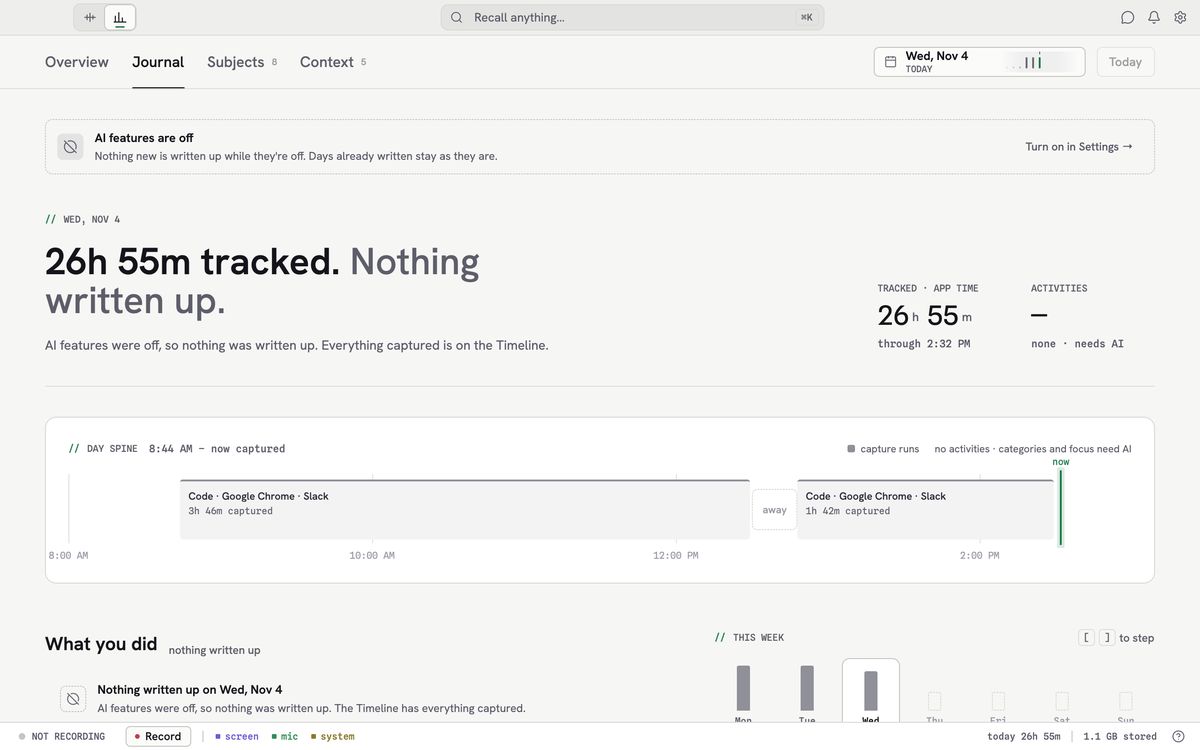 Recall anything...
⌘K
Overview
Journal
Subjects 8
Context 5
Wed, Nov 4
TODAY
Today
AI features are off
Nothing new is written up while they're off. Days already written stay as they are.
Turn on in Settings →
// WED, NOV 4
26h 55m tracked. Nothing
written up.
AI features were off, so nothing was written up. Everything captured is on the Timeline.
TRACKED · APP TIME
26 h 55 m
through 2:32 PM
ACTIVITIES
—
none · needs AI
// DAY SPINE 8:44 AM – now captured
capture runs
no activities · categories and focus need AI
now
Code · Google Chrome · Slack
3h 46m captured
away
Code · Google Chrome · Slack
1h 42m captured
8:00 AM
10:00 AM
12:00 PM
2:00 PM
What you did
nothing written up
Nothing written up on Wed, Nov 4
AI features were off, so nothing was written up. The Timeline has everything captured.
// THIS WEEK
[ ] to step
Mon
Tue
Wed
Thu
Fri
Sat
Sun
NOT RECORDING
Record
screen
mic
system
today 26h 55m
1.1 GB stored